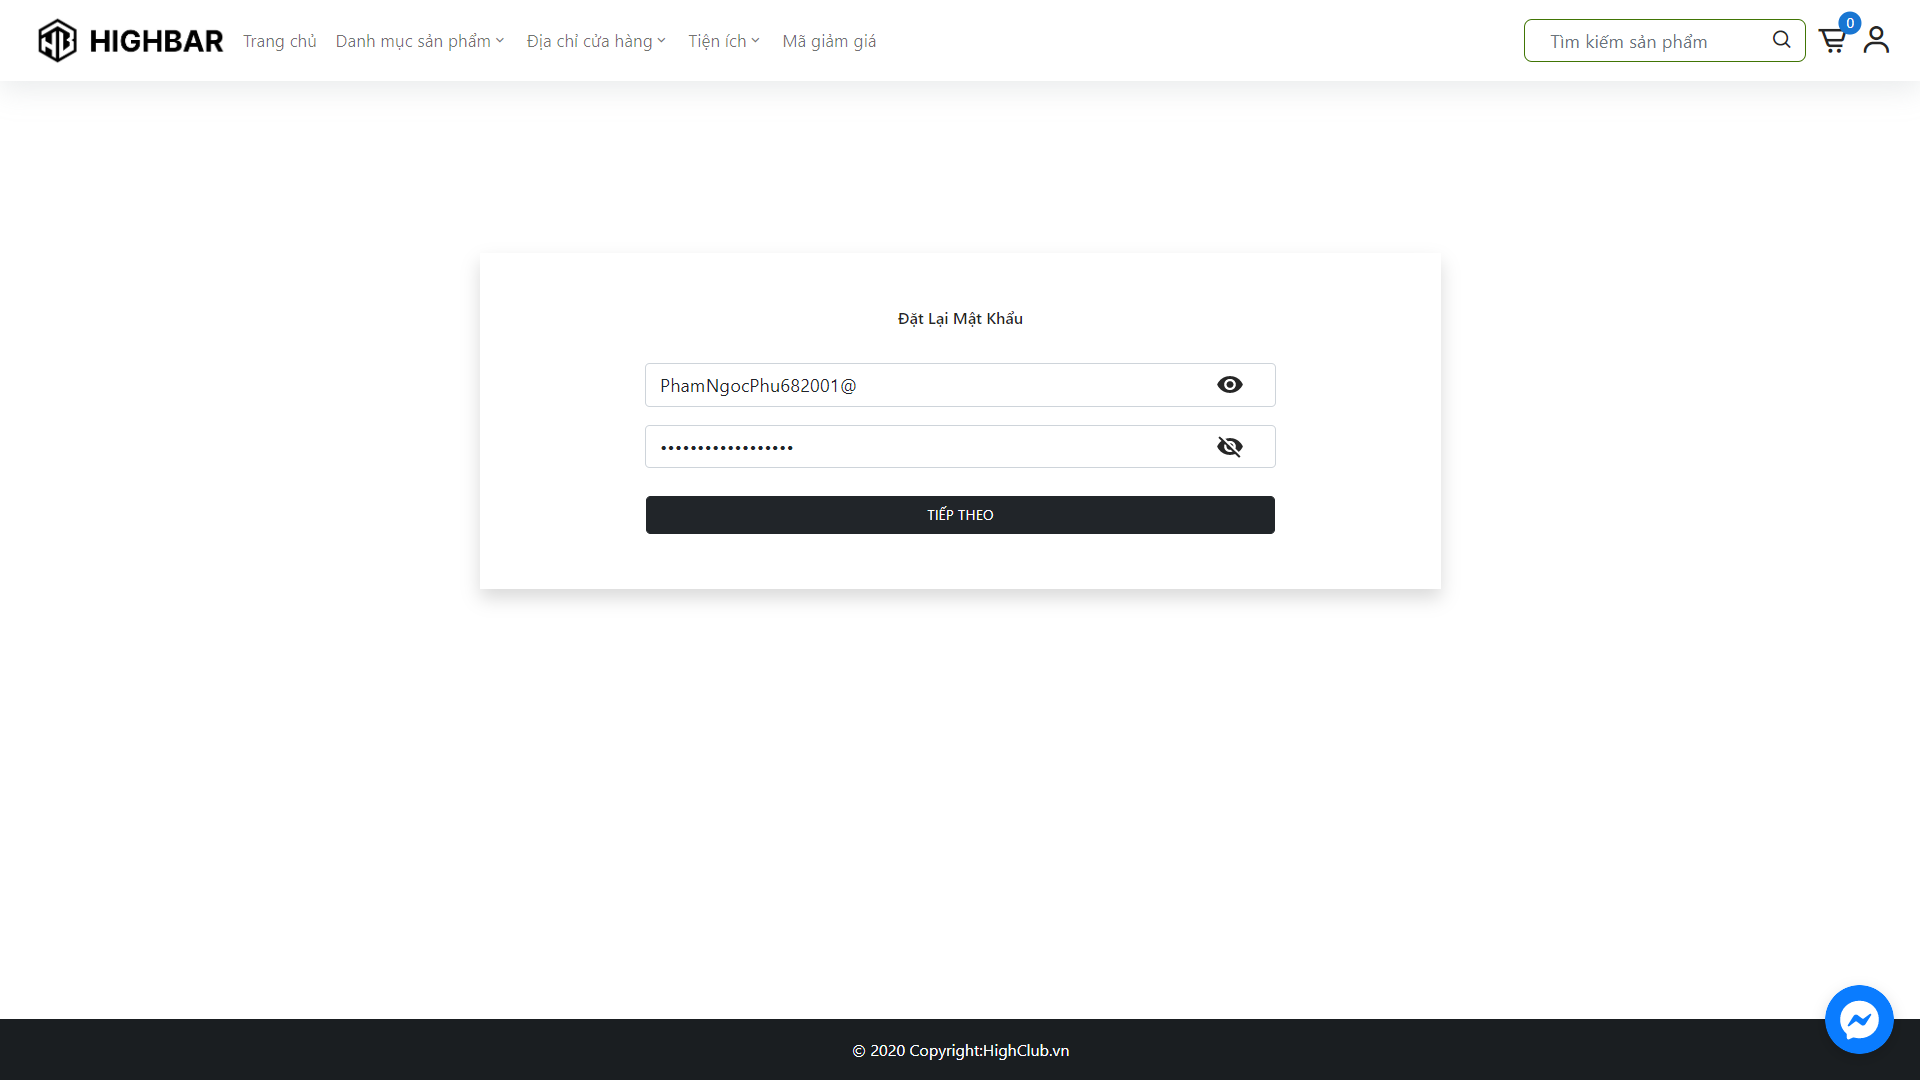 HIGHBAR Trang chủ Danh mục sản phẩm Địa chỉ cửa hàng Tiện ích Mã giảm giá Tìm kiếm sản phẩm 0
Đặt Lại Mật Khẩu
PhamNgocPhu682001@
••••••••••••••••••
TIẾP THEO
© 2020 Copyright:HighClub.vn